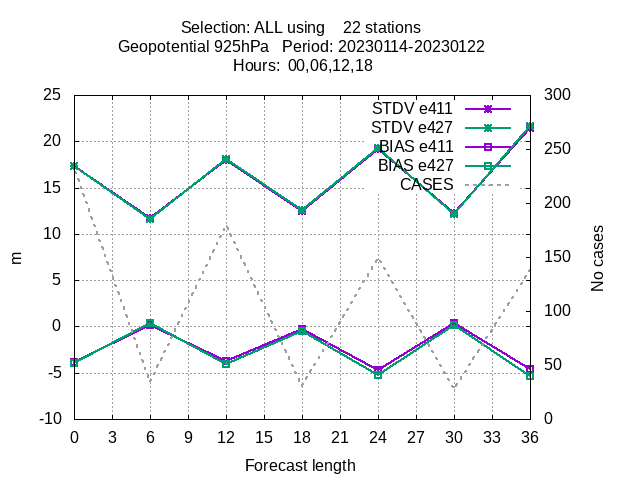 Selection: ALL using    22 stations
Geopotential 925hPa   Period: 20230114-20230122
Hours:  00,06,12,18
25
20
15
10
5
0
-5
-10
m
300
250
200
150
100
50
0
No cases
STDV e411
STDV e427
BIAS e411
BIAS e427
CASES
0 3 6 9 12 15 18 21 24 27 30 33 36
Forecast length